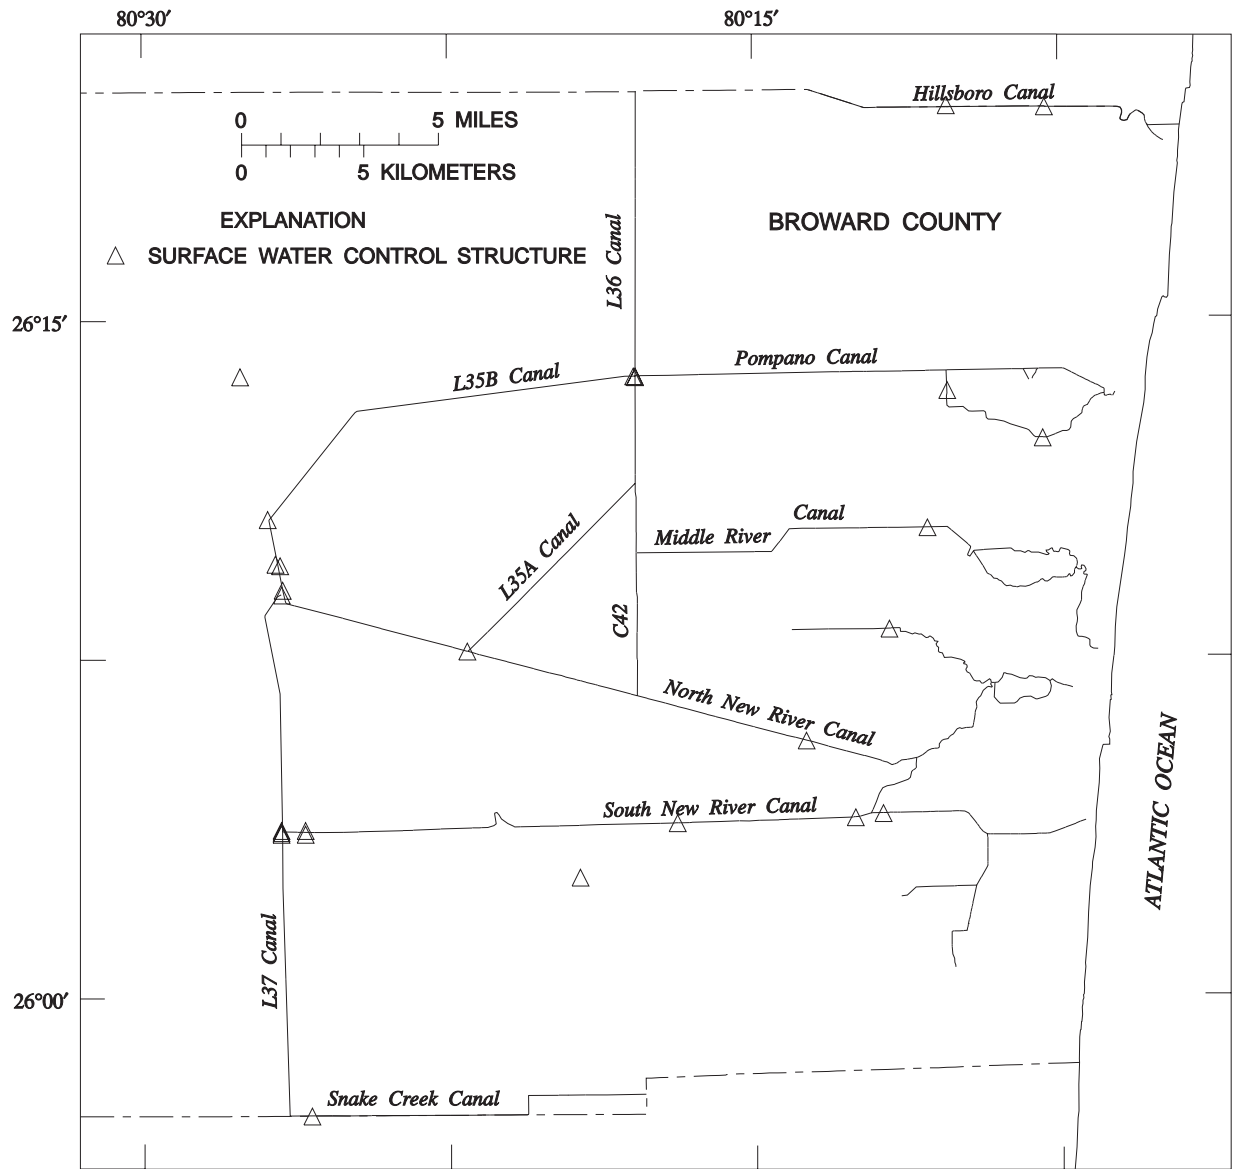 80°30′ 80°15′
Hillsboro Canal
0 5 MILES
0 5 KILOMETERS
EXPLANATION
SURFACE WATER CONTROL STRUCTURE
BROWARD COUNTY
L36 Canal
26°15′
Pompano Canal
L35B Canal
Canal
Middle River
L35A Canal
C42
North New River Canal
ATLANTIC OCEAN
South New River Canal
L37 Canal
26°00′
Snake Creek Canal